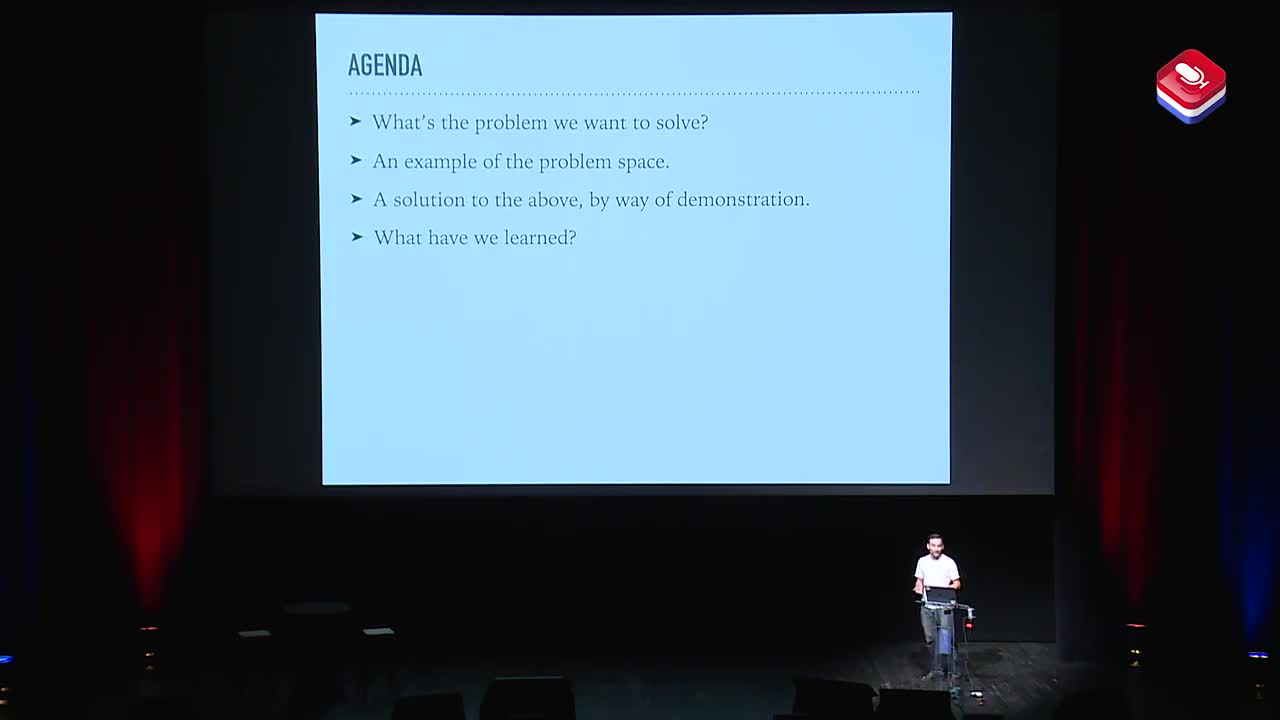 AGENDA
➤ What's the problem we want to solve?
➤ An example of the problem space.
➤ A solution to the above, by way of demonstration.
➤ What have we learned?